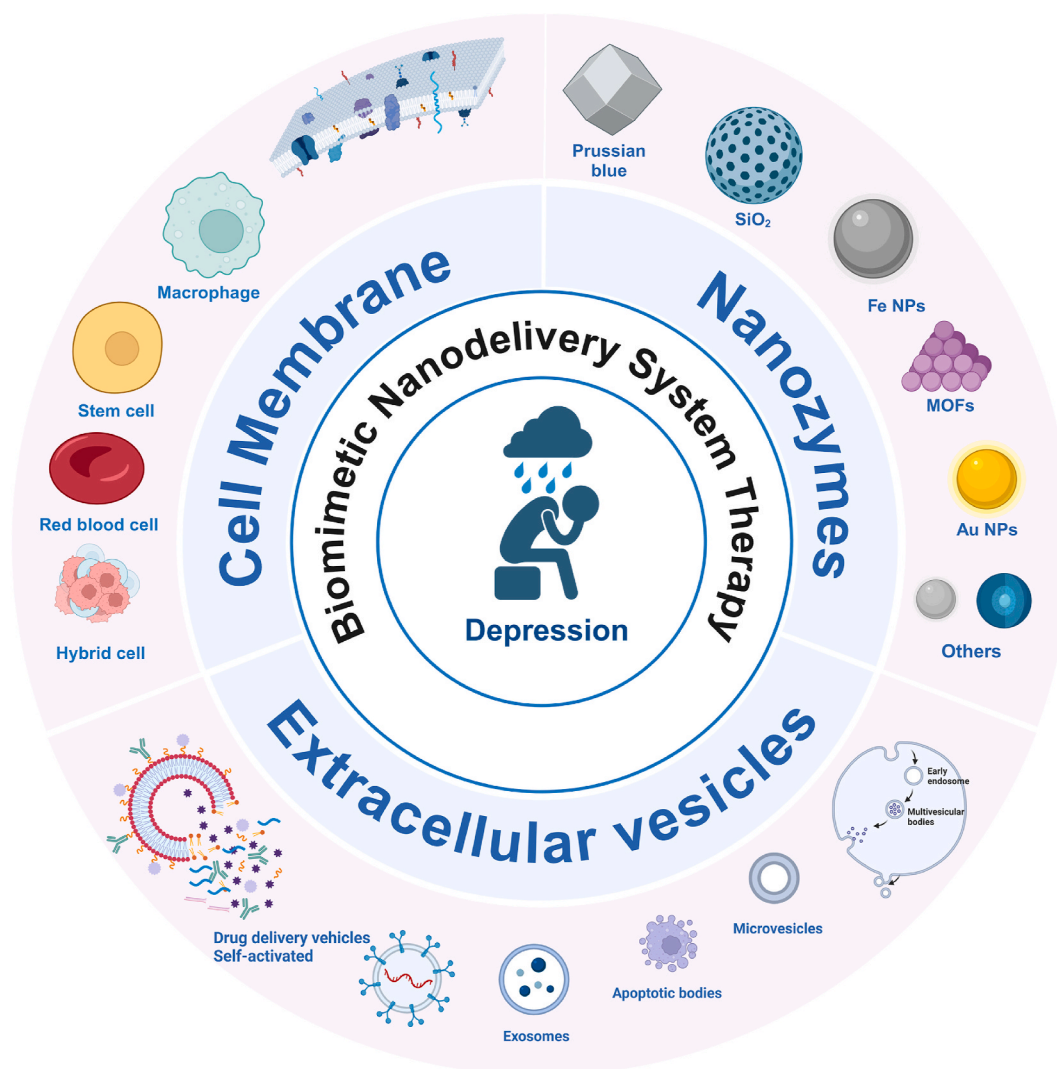 Depression
Biomimetic Nanodelivery System Therapy
Cell Membrane
Macrophage
Stem cell
Red blood cell
Hybrid cell
Nanozymes
Prussian
blue
SiO₂
Fe NPs
MOFs
Au NPs
Others
Extracellular vesicles
Drug delivery vehicles
Self-activated
Exosomes
Apoptotic bodies
Microvesicles
Early
endosome
Multivesicular
bodies